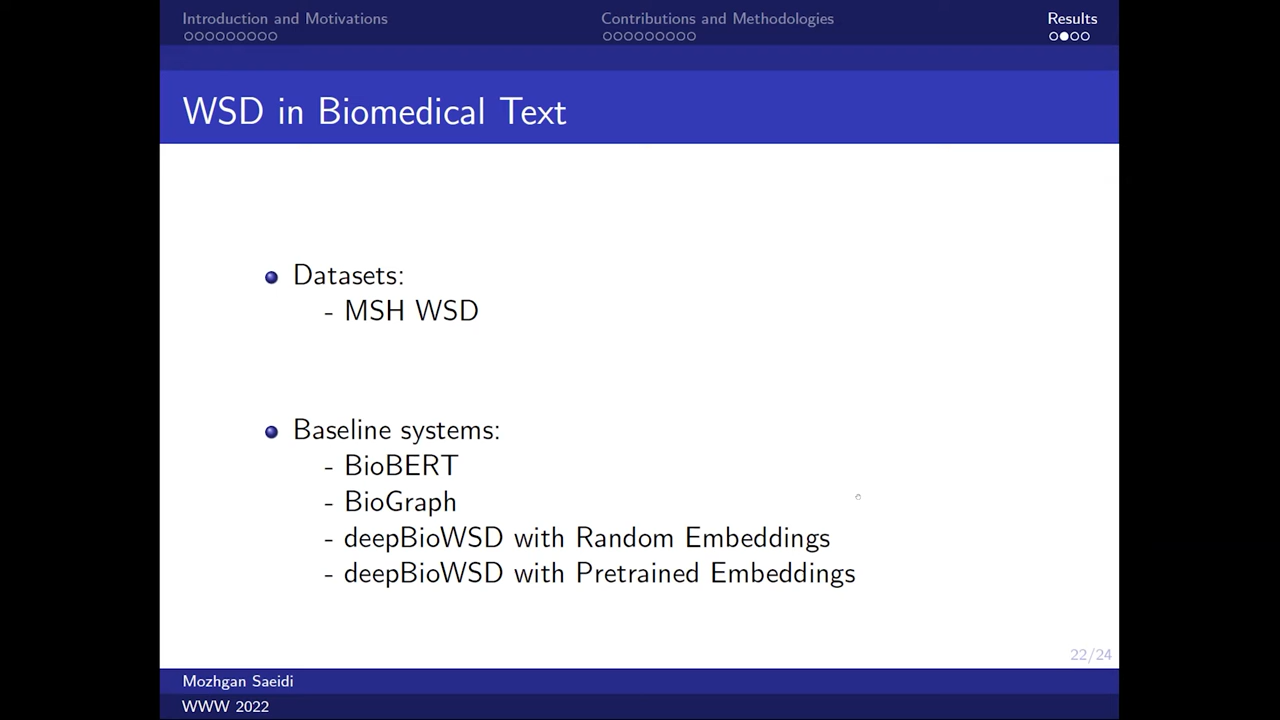 Introduction and Motivations
Contributions and Methodologies
Results
WSD in Biomedical Text
Datasets:
- MSH WSD
Baseline systems:
- BioBERT
- BioGraph
- deepBioWSD with Random Embeddings
- deepBioWSD with Pretrained Embeddings
22/24
Mozhgan Saeidi
WWW 2022